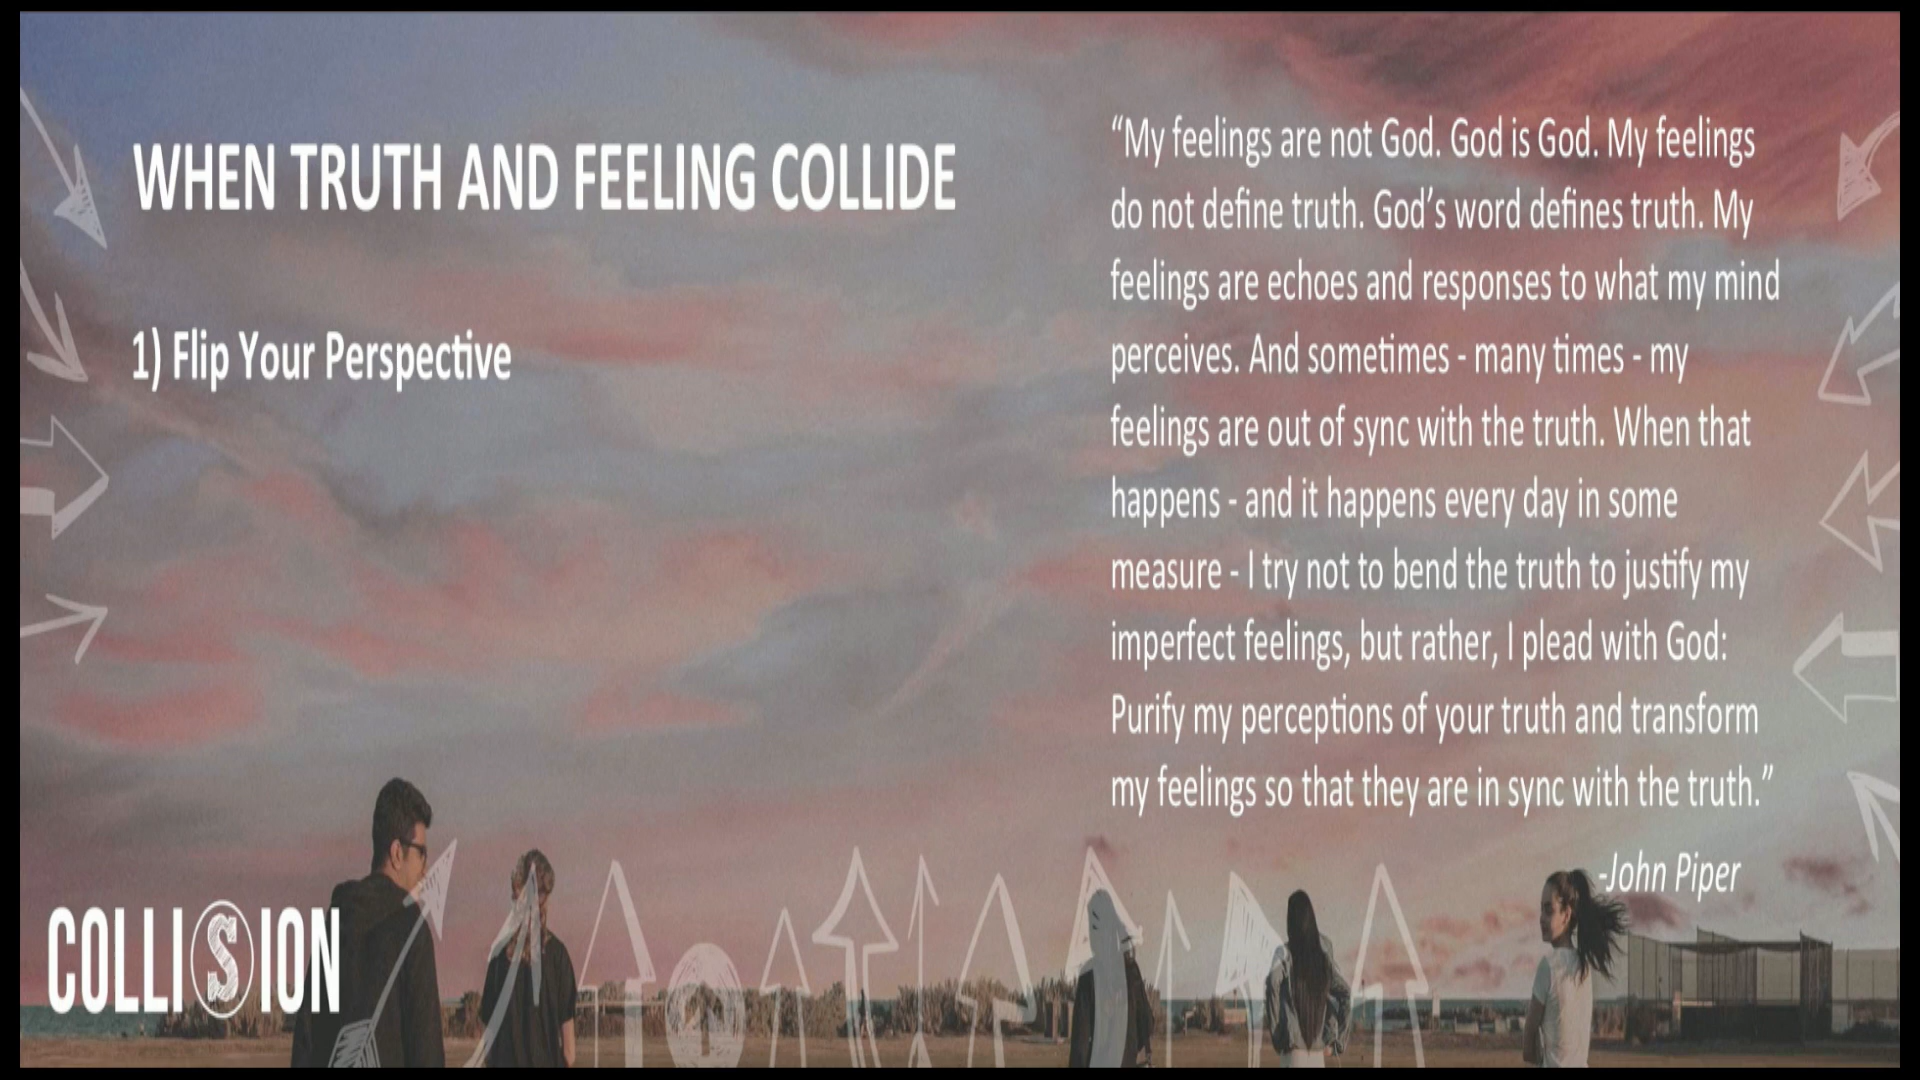 WHEN TRUTH AND FEELING COLLIDE
1) Flip Your Perspective
“My feelings are not God. God is God. My feelings
do not define truth. God’s word defines truth. My
feelings are echoes and responses to what my mind
perceives. And sometimes - many times - my
feelings are out of sync with the truth. When that
happens - and it happens every day in some
measure - I try not to bend the truth to justify my
imperfect feelings, but rather, I plead with God:
Purify my perceptions of your truth and transform
my feelings so that they are in sync with the truth.”
-John Piper
COLLISION